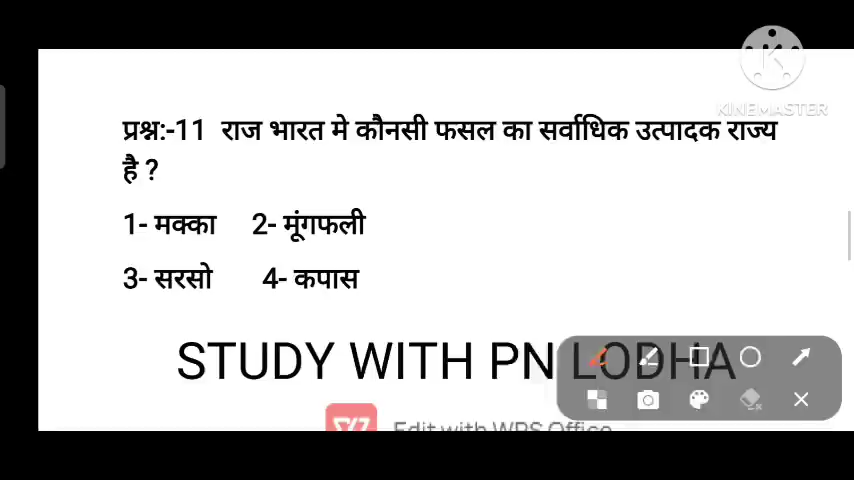 KINEMASTER
प्रश्न:-11 राज भारत मे कौनसी फसल का सर्वाधिक उत्पादक राज्य
है ?
1- मक्का 2- मूंगफली
3- सरसो 4- कपास
STUDY WITH PN LODHA
Edit with WPS Office